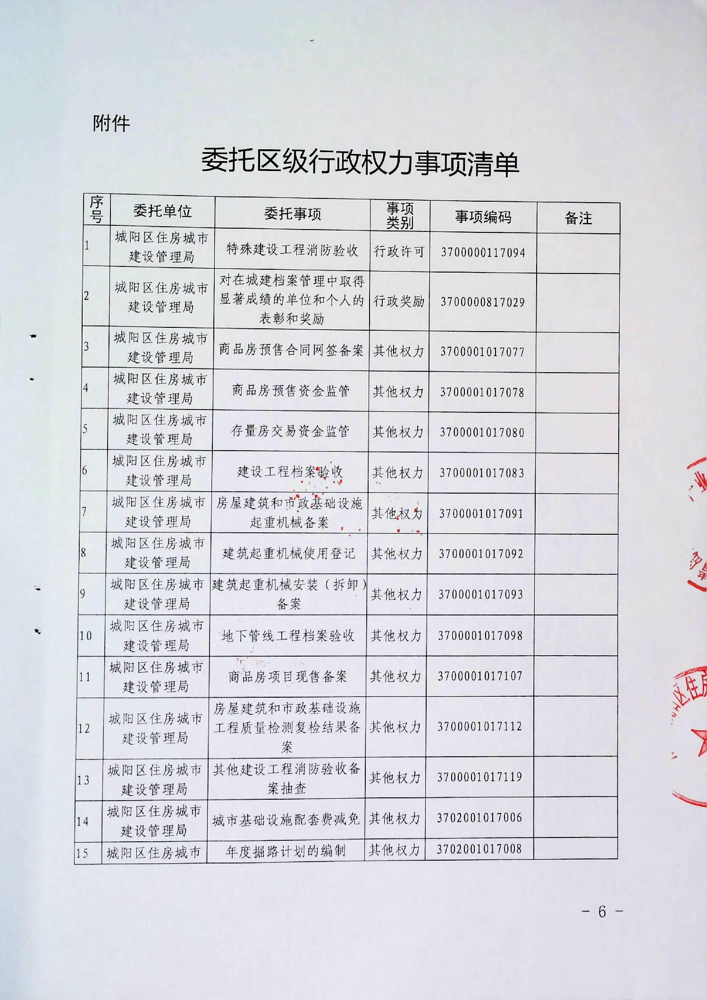 附件
委托区级行政权力事项清单
序号 委托单位 委托事项 事项类别 事项编码 备注
1 城阳区住房城市建设管理局 特殊建设工程消防验收 行政许可 3700000117094
2 城阳区住房城市建设管理局 对在城建档案管理中取得显著成绩的单位和个人的表彰和奖励 行政奖励 3700000817029
3 城阳区住房城市建设管理局 商品房预售合同网签备案 其他权力 3700001017077
4 城阳区住房城市建设管理局 商品房预售资金监管 其他权力 3700001017078
5 城阳区住房城市建设管理局 存量房交易资金监管 其他权力 3700001017080
6 城阳区住房城市建设管理局 建设工程档案验收 其他权力 3700001017083
7 城阳区住房城市建设管理局 房屋建筑和市政基础设施起重机械备案 其他权力 3700001017091
8 城阳区住房城市建设管理局 建筑起重机械使用登记 其他权力 3700001017092
9 城阳区住房城市建设管理局 建筑起重机械安装（拆卸）备案 其他权力 3700001017093
10 城阳区住房城市建设管理局 地下管线工程档案验收 其他权力 3700001017098
11 城阳区住房城市建设管理局 商品房项目现售备案 其他权力 3700001017107
12 城阳区住房城市建设管理局 房屋建筑和市政基础设施工程质量检测复检结果备案 其他权力 3700001017112
13 城阳区住房城市建设管理局 其他建设工程消防验收备案抽查 其他权力 3700001017119
14 城阳区住房城市建设管理局 城市基础设施配套费减免 其他权力 3702001017006
15 城阳区住房城市 年度掘路计划的编制 其他权力 3702001017008
区住房
- 6 -